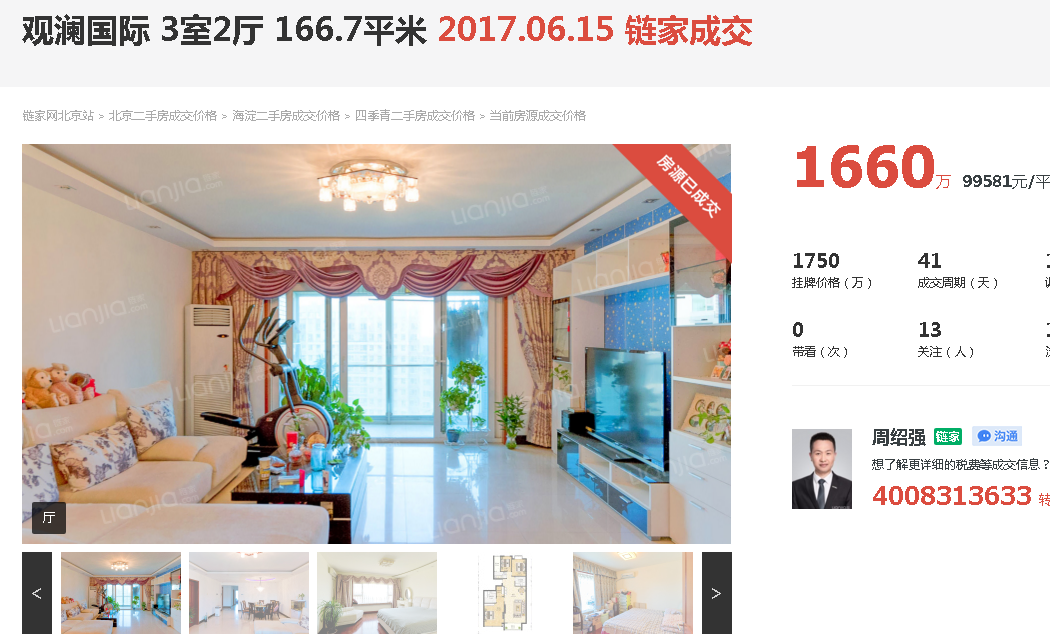 观澜国际 3室2厅 166.7平米 2017.06.15 链家成交
链家网北京站 > 北京二手房成交价格 > 海淀二手房成交价格 > 四季青二手房成交价格 > 当前房源成交价格
房源已成交
1660万 99581元/平
1750
挂牌价格（万）
41
成交周期（天）
0
带看（次）
13
关注（人）
周绍强 链家 沟通
想了解更详细的税费等成交信息？
4008313633 转
厅
< >
Lianjia.com